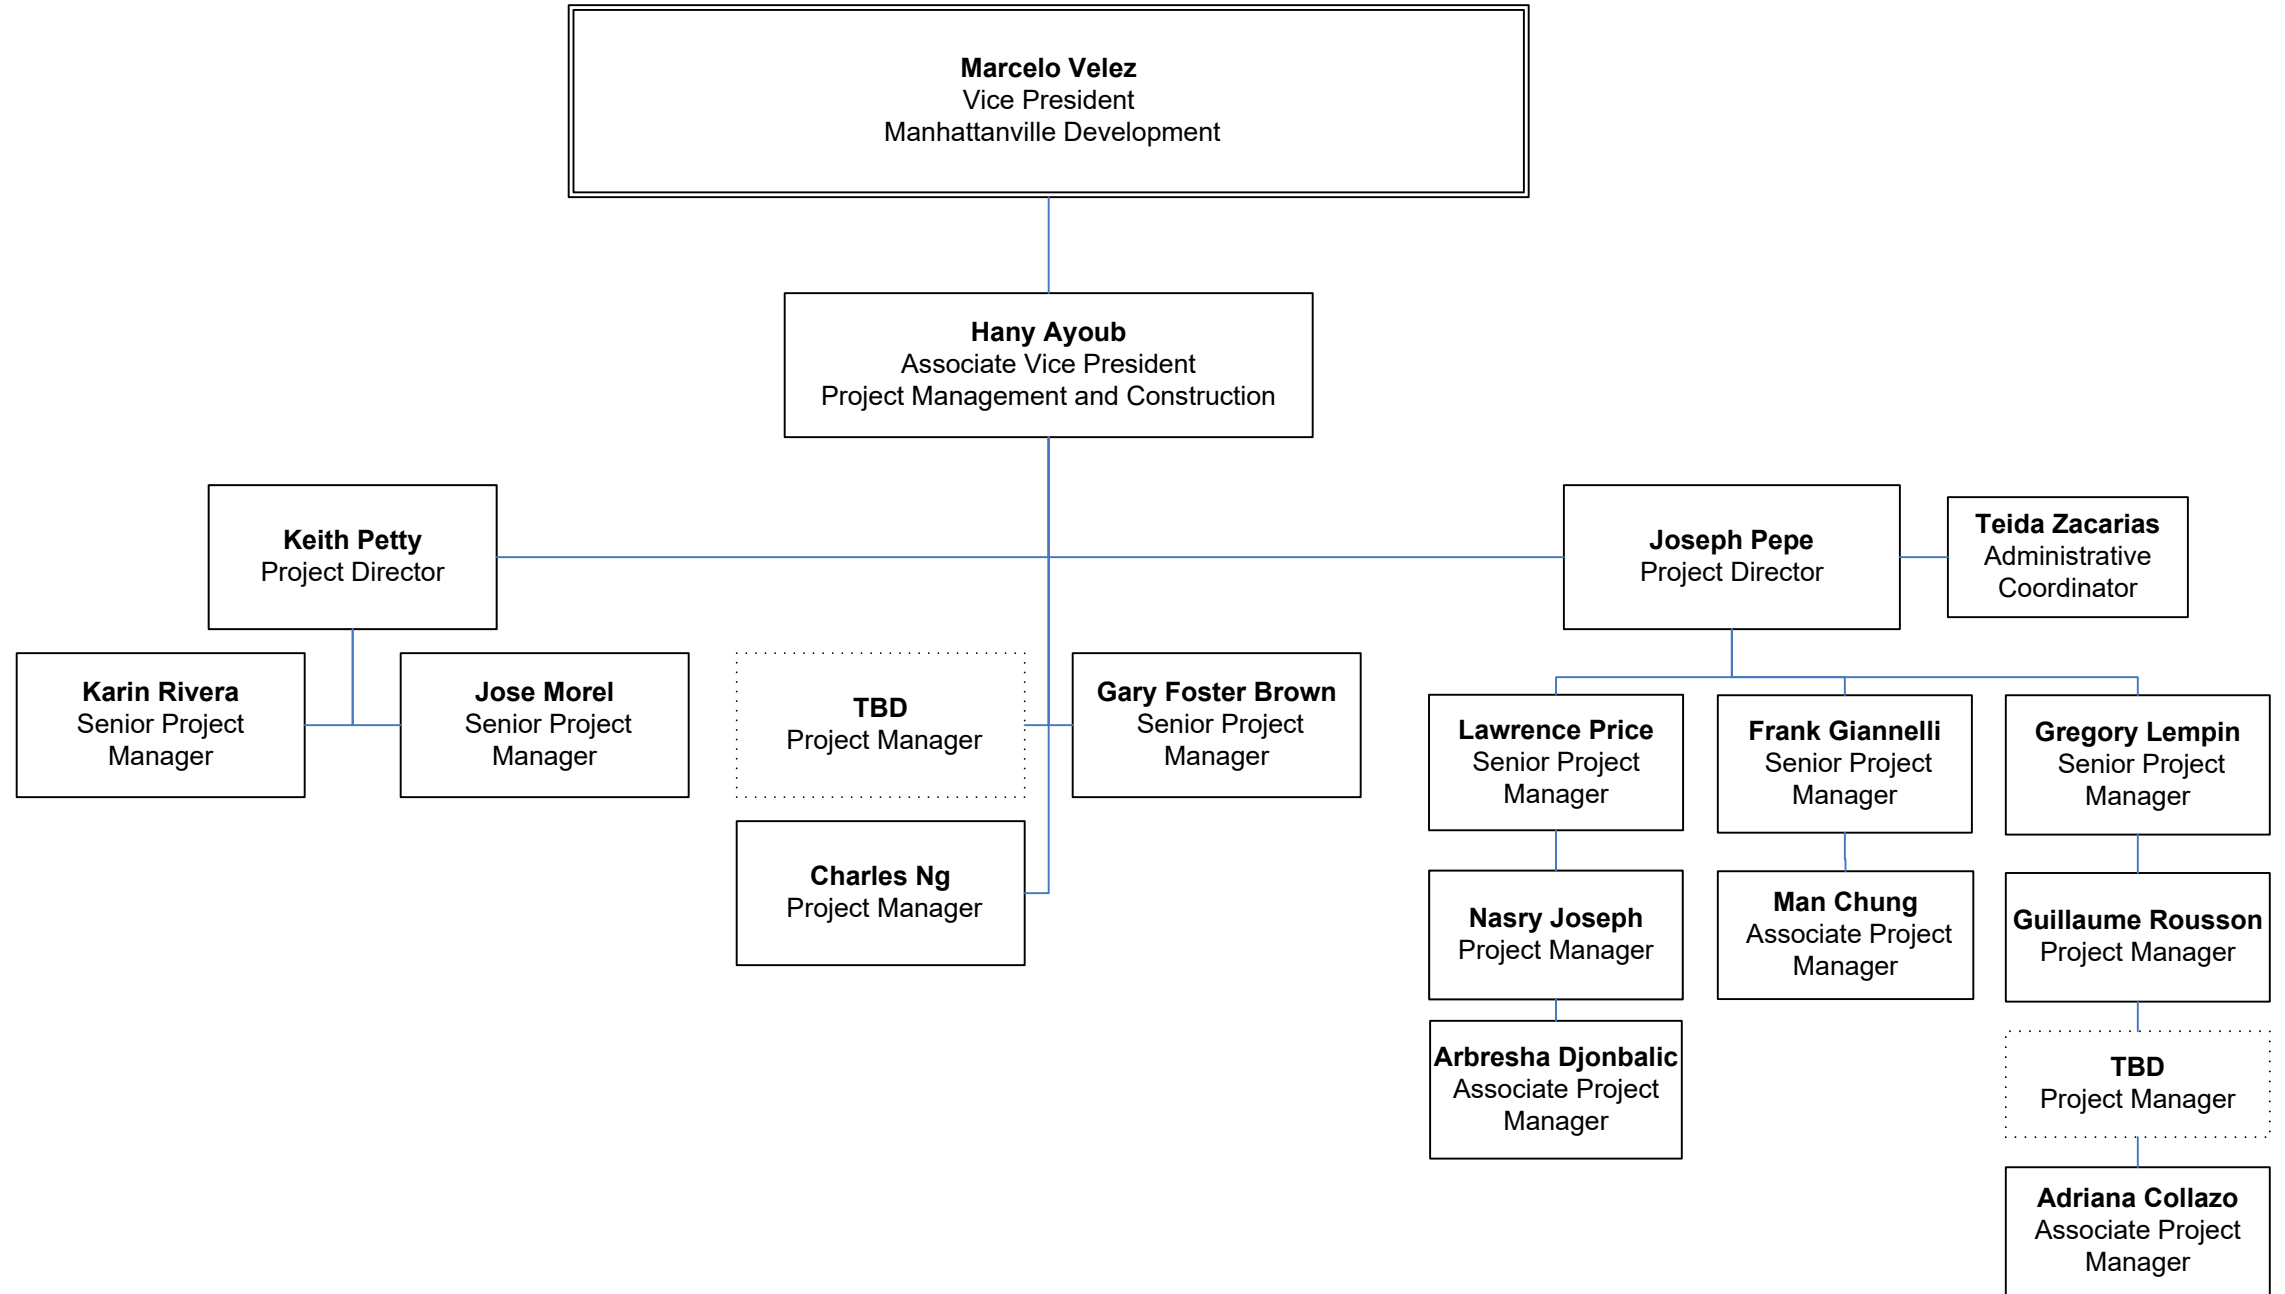 Marcelo Velez
Vice President
Manhattanville Development
Hany Ayoub
Associate Vice President
Project Management and Construction
Keith Petty
Project Director
Joseph Pepe
Project Director
Teida Zacarias
Administrative
Coordinator
Karin Rivera
Senior Project
Manager
Jose Morel
Senior Project
Manager
TBD
Project Manager
Gary Foster Brown
Senior Project
Manager
Charles Ng
Project Manager
Lawrence Price
Senior Project
Manager
Frank Giannelli
Senior Project
Manager
Gregory Lempin
Senior Project
Manager
Nasry Joseph
Project Manager
Man Chung
Associate Project
Manager
Guillaume Rousson
Project Manager
Arbresha Djonbalic
Associate Project
Manager
TBD
Project Manager
Adriana Collazo
Associate Project
Manager